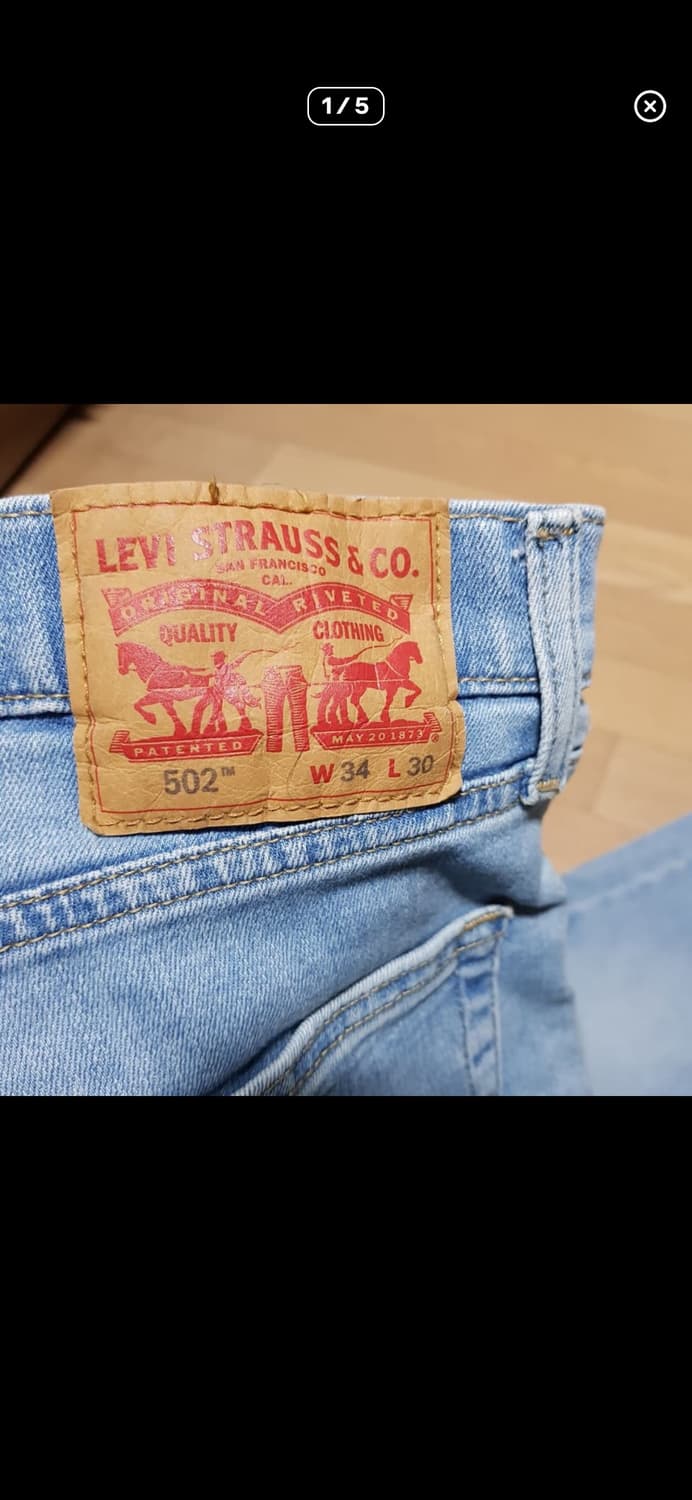 1/5
LEVI STRAUSS & CO.
SAN FRANCISCO
CAL.
ORIGINAL RIVETED
QUALITY CLOTHING
PATENTED MAY 20 1873 ®
502™ W 34 L 30